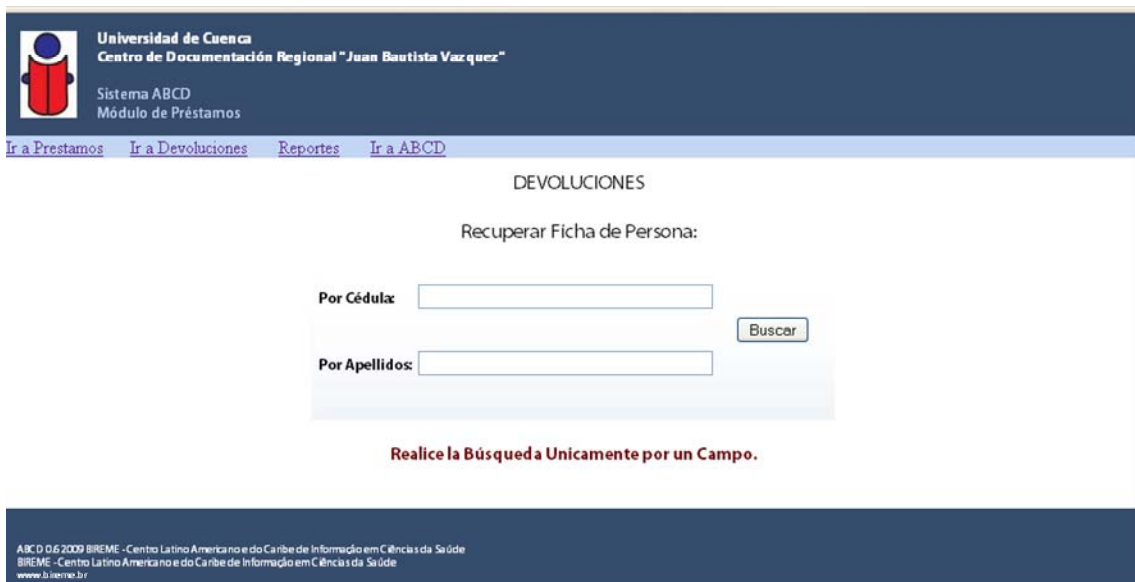 Universidad de Cuenca
Centro de Documentación Regional "Juan Bautista Vazquez"
Sistema ABCD
Módulo de Préstamos
Ir a Prestamos Ir a Devoluciones Reportes Ir a ABCD
DEVOLUCIONES
Recuperar Ficha de Persona:
Por Cédula:
Buscar
Por Apellidos:
Realice la Búsqueda Unicamente por un Campo.
ABCD 0.6 2009 BIREME - Centro Latino Americano e do Caribe de Informação em Ciências da Saúde
BIREME - Centro Latino Americano e do Caribe de Informação em Ciências da Saúde
www.bireme.br